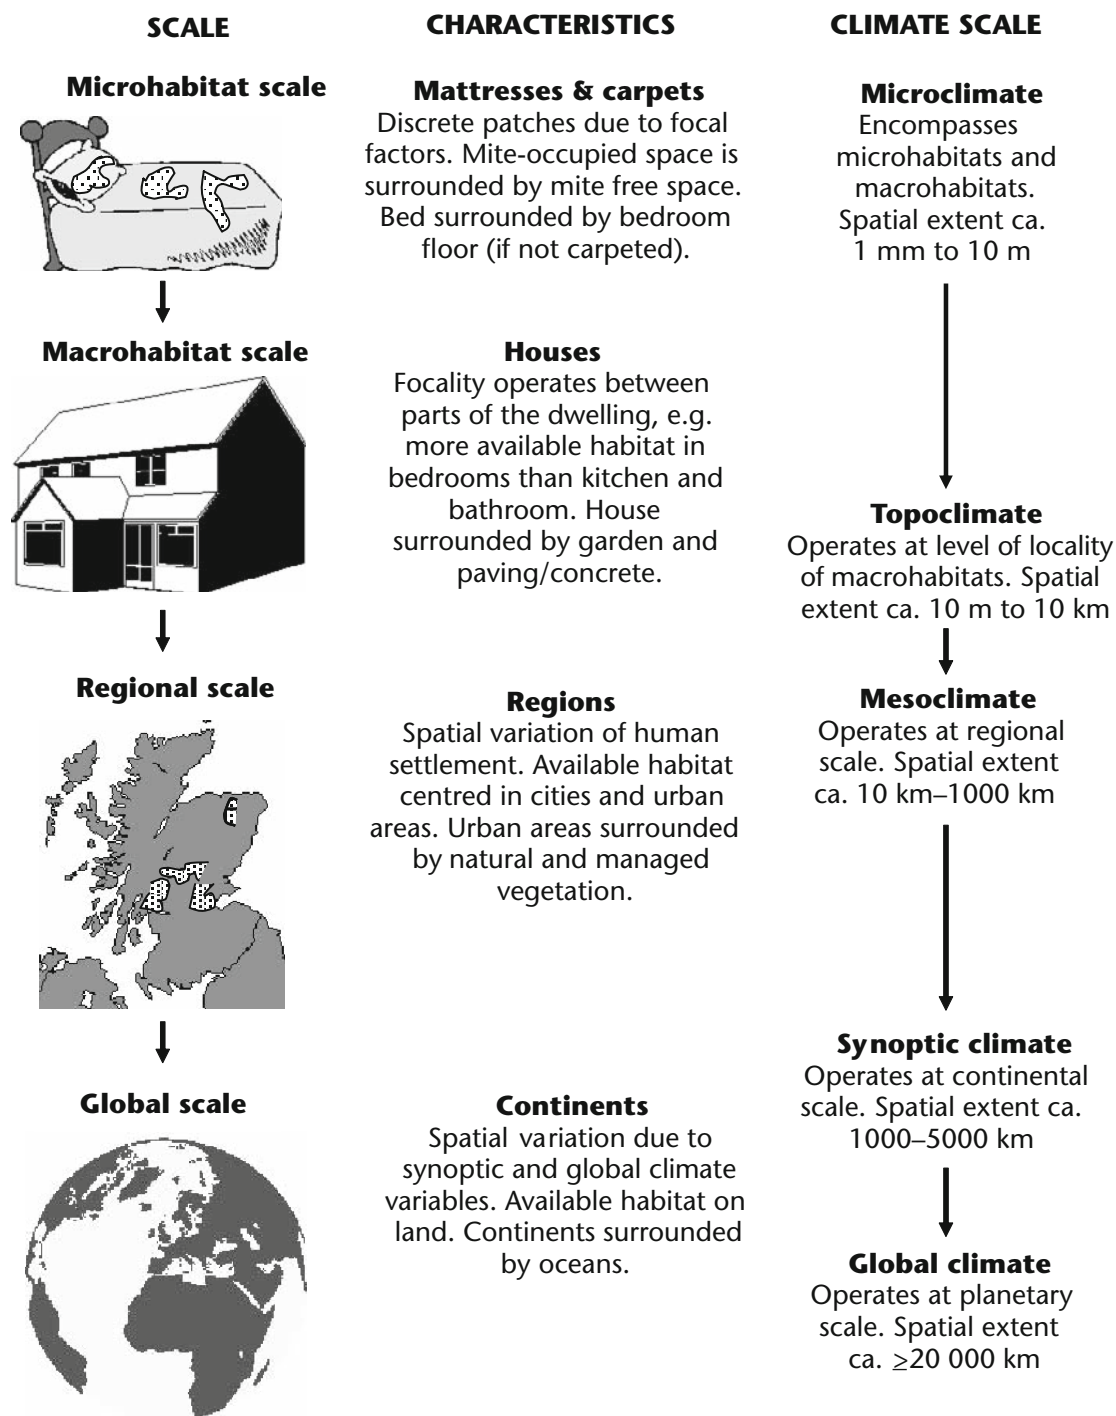 SCALE
CHARACTERISTICS
CLIMATE SCALE
Microhabitat scale
Mattresses & carpets
Discrete patches due to focal
factors. Mite-occupied space is
surrounded by mite free space.
Bed surrounded by bedroom
floor (if not carpeted).
Microclimate
Encompasses
microhabitats and
macrohabitats.
Spatial extent ca.
1 mm to 10 m
Macrohabitat scale
Houses
Focality operates between
parts of the dwelling, e.g.
more available habitat in
bedrooms than kitchen and
bathroom. House
surrounded by garden and
paving/concrete.
Topoclimate
Operates at level of locality
of macrohabitats. Spatial
extent ca. 10 m to 10 km
Regional scale
Regions
Spatial variation of human
settlement. Available habitat
centred in cities and urban
areas. Urban areas surrounded
by natural and managed
vegetation.
Mesoclimate
Operates at regional
scale. Spatial extent
ca. 10 km–1000 km
Synoptic climate
Operates at continental
scale. Spatial extent ca.
1000–5000 km
Global scale
Continents
Spatial variation due to
synoptic and global climate
variables. Available habitat on
land. Continents surrounded
by oceans.
Global climate
Operates at planetary
scale. Spatial extent
ca. ≥20 000 km